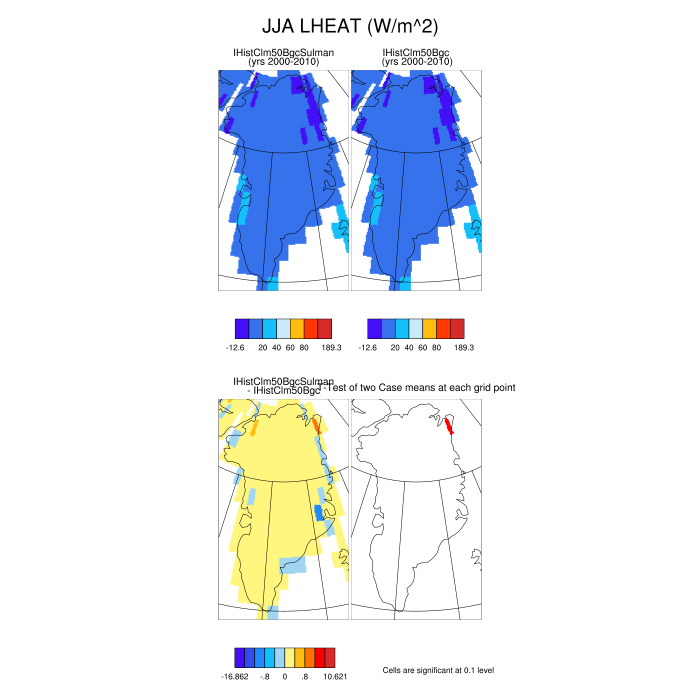 JJA LHEAT (W/m^2)
IHistClm50BgcSulman
(yrs 2000-2010)
IHistClm50Bgc
(yrs 2000-2010)
-12.6 20 40 60 80 189.3
-12.6 20 40 60 80 189.3
IHistClm50BgcSulman
- IHistClm50Bgc
T-Test of two Case means at each grid point
-16.862 -.8 0 .8 10.621
Cells are significant at 0.1 level